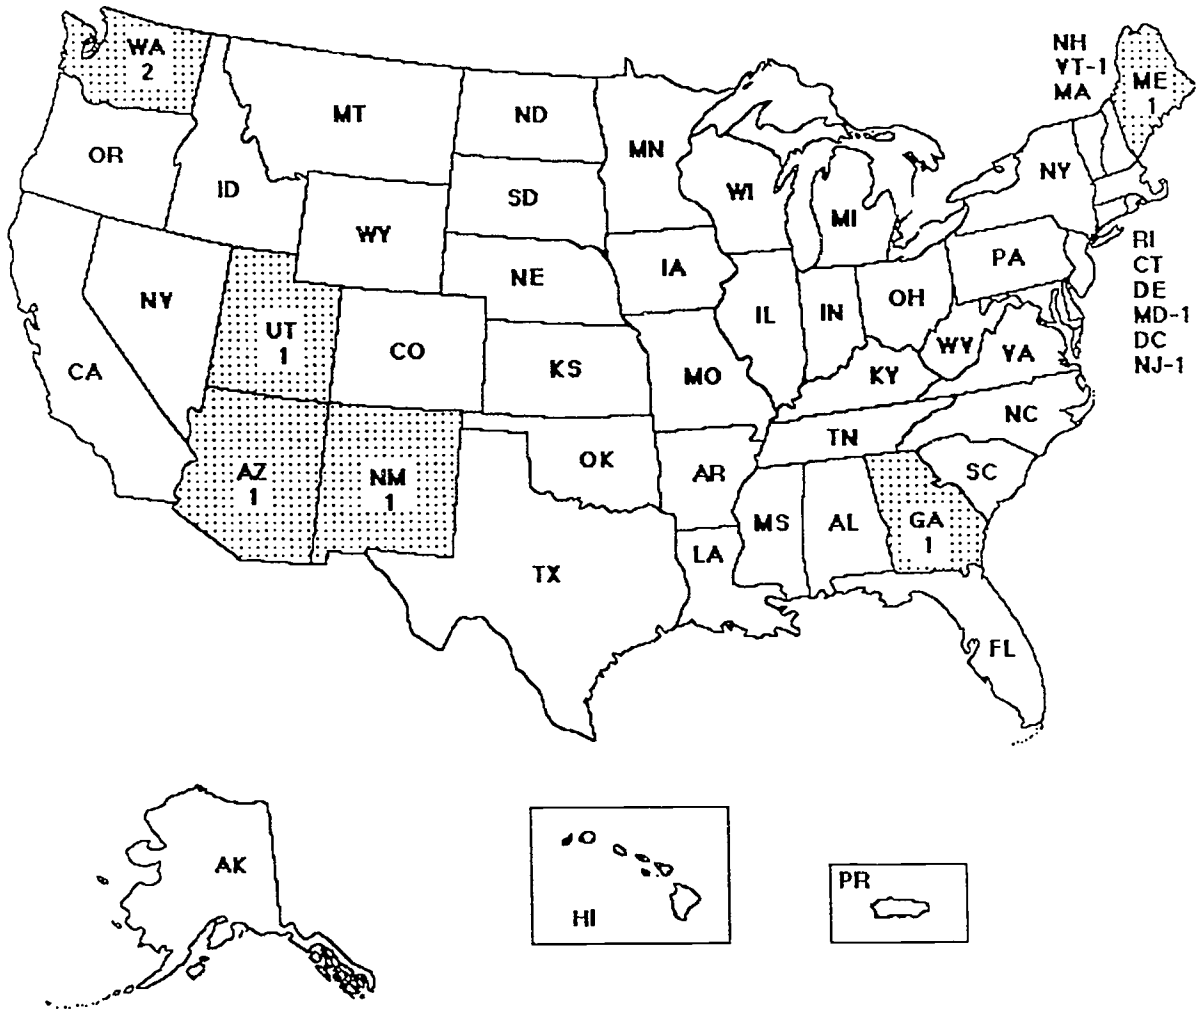 WA
2
NH
VT-1
MA
ME
1
MT
ND
MN
OR
ID
SD
WI
MI
NY
WY
NE
IA
PA
RI
CT
DE
MD-1
DC
NJ-1
NV
UT
1
CO
KS
MO
IL
IN
OH
WV
VA
KY
CA
NC
TN
AZ
1
NM
1
OK
AR
SC
MS
AL
GA
1
LA
TX
FL
AK
HI
PR